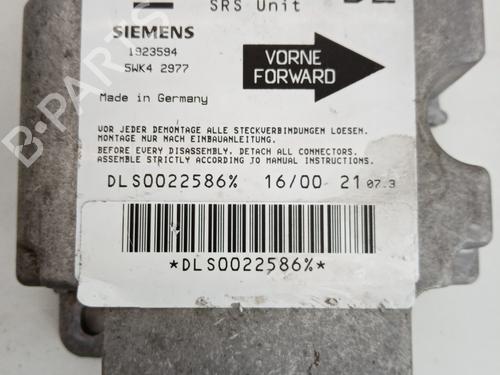 SRS Unit
SIEMENS
1923594
5WK4 2977
VORNE
FORWARD
Made in Germany
VOR JEDER DEMONTAGE ALLE STECKVERBINDUNGEN LOESEN.
MONTAGE NUR NACH EINBAUANLEITUNG.
BEFORE EVERY DISASSEMBLY, DETACH ALL CONNECTORS.
ASSEMBLE STRICTLY ACCORDING JO MANUAL INSTRUCTIONS.
DLS0022586% 16/00 21 07.3
*DLS0022586%*
B-PARTS